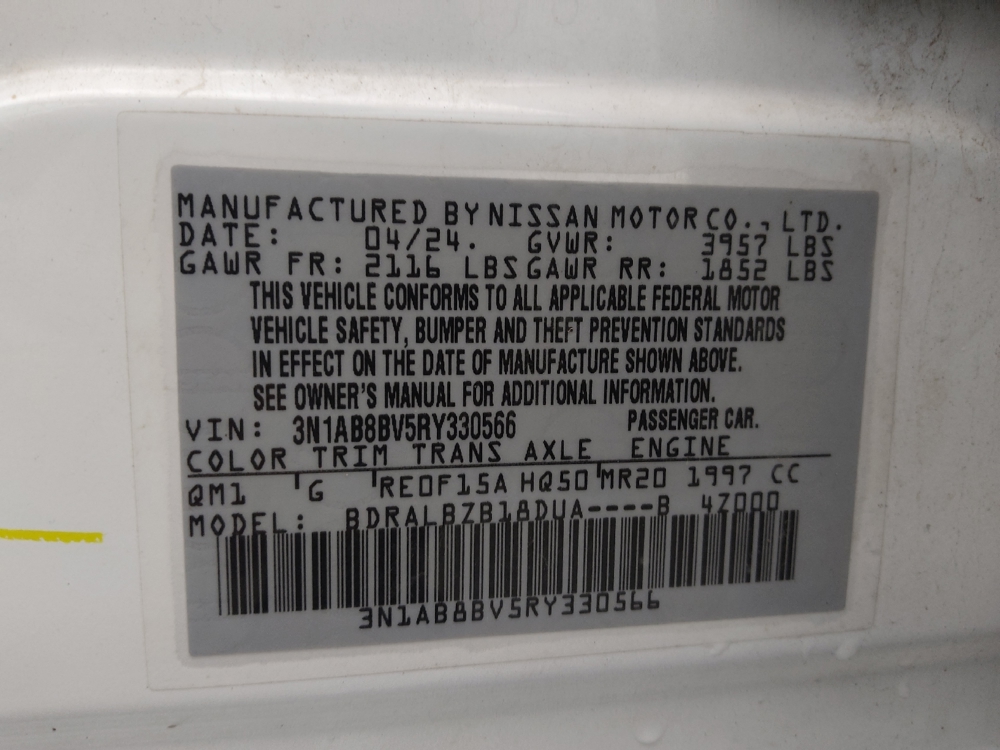 MANUFACTURED BY NISSAN MOTOR CO., LTD.
DATE: 04/24. GVWR: 3957 LBS
GAWR FR: 2116 LBS GAWR RR: 1852 LBS
THIS VEHICLE CONFORMS TO ALL APPLICABLE FEDERAL MOTOR
VEHICLE SAFETY, BUMPER AND THEFT PREVENTION STANDARDS
IN EFFECT ON THE DATE OF MANUFACTURE SHOWN ABOVE.
SEE OWNER'S MANUAL FOR ADDITIONAL INFORMATION.
VIN: 3N1AB8BV5RY330566 PASSENGER CAR.
COLOR TRIM TRANS AXLE ENGINE
QM1 G RE0F15A HQ50 MR20 1997 CC
MODEL: BDRALBZB18DUA----B 4Z000
3N1AB8BV5RY330566